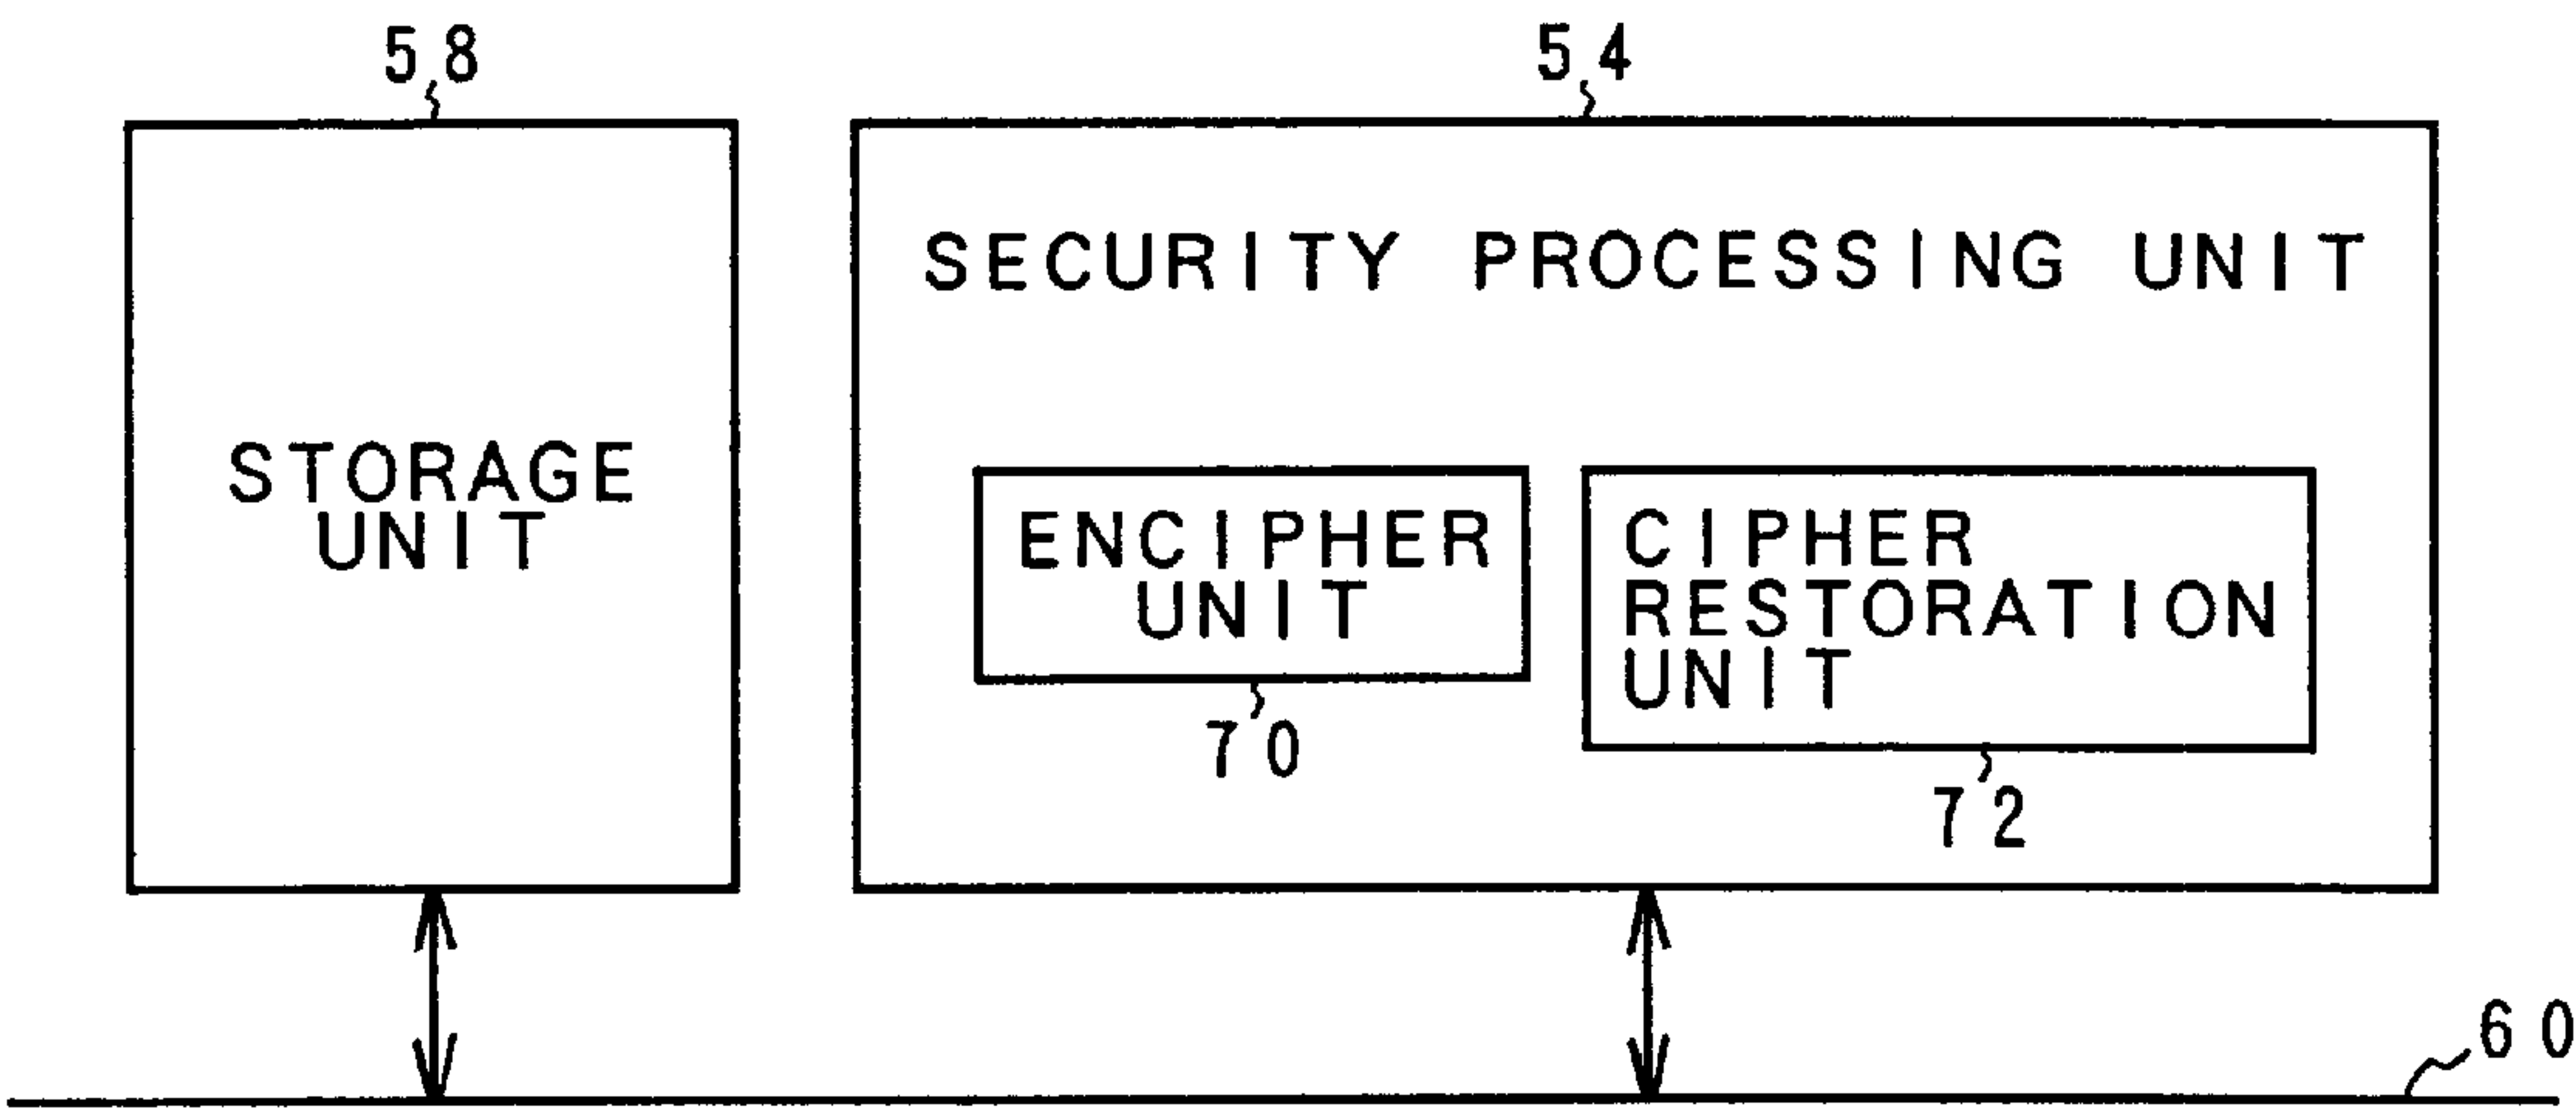 58
54
SECURITY PROCESSING UNIT
STORAGE
UNIT
ENCIPHER
UNIT
70
CIPHER
RESTORATION
UNIT
72
60